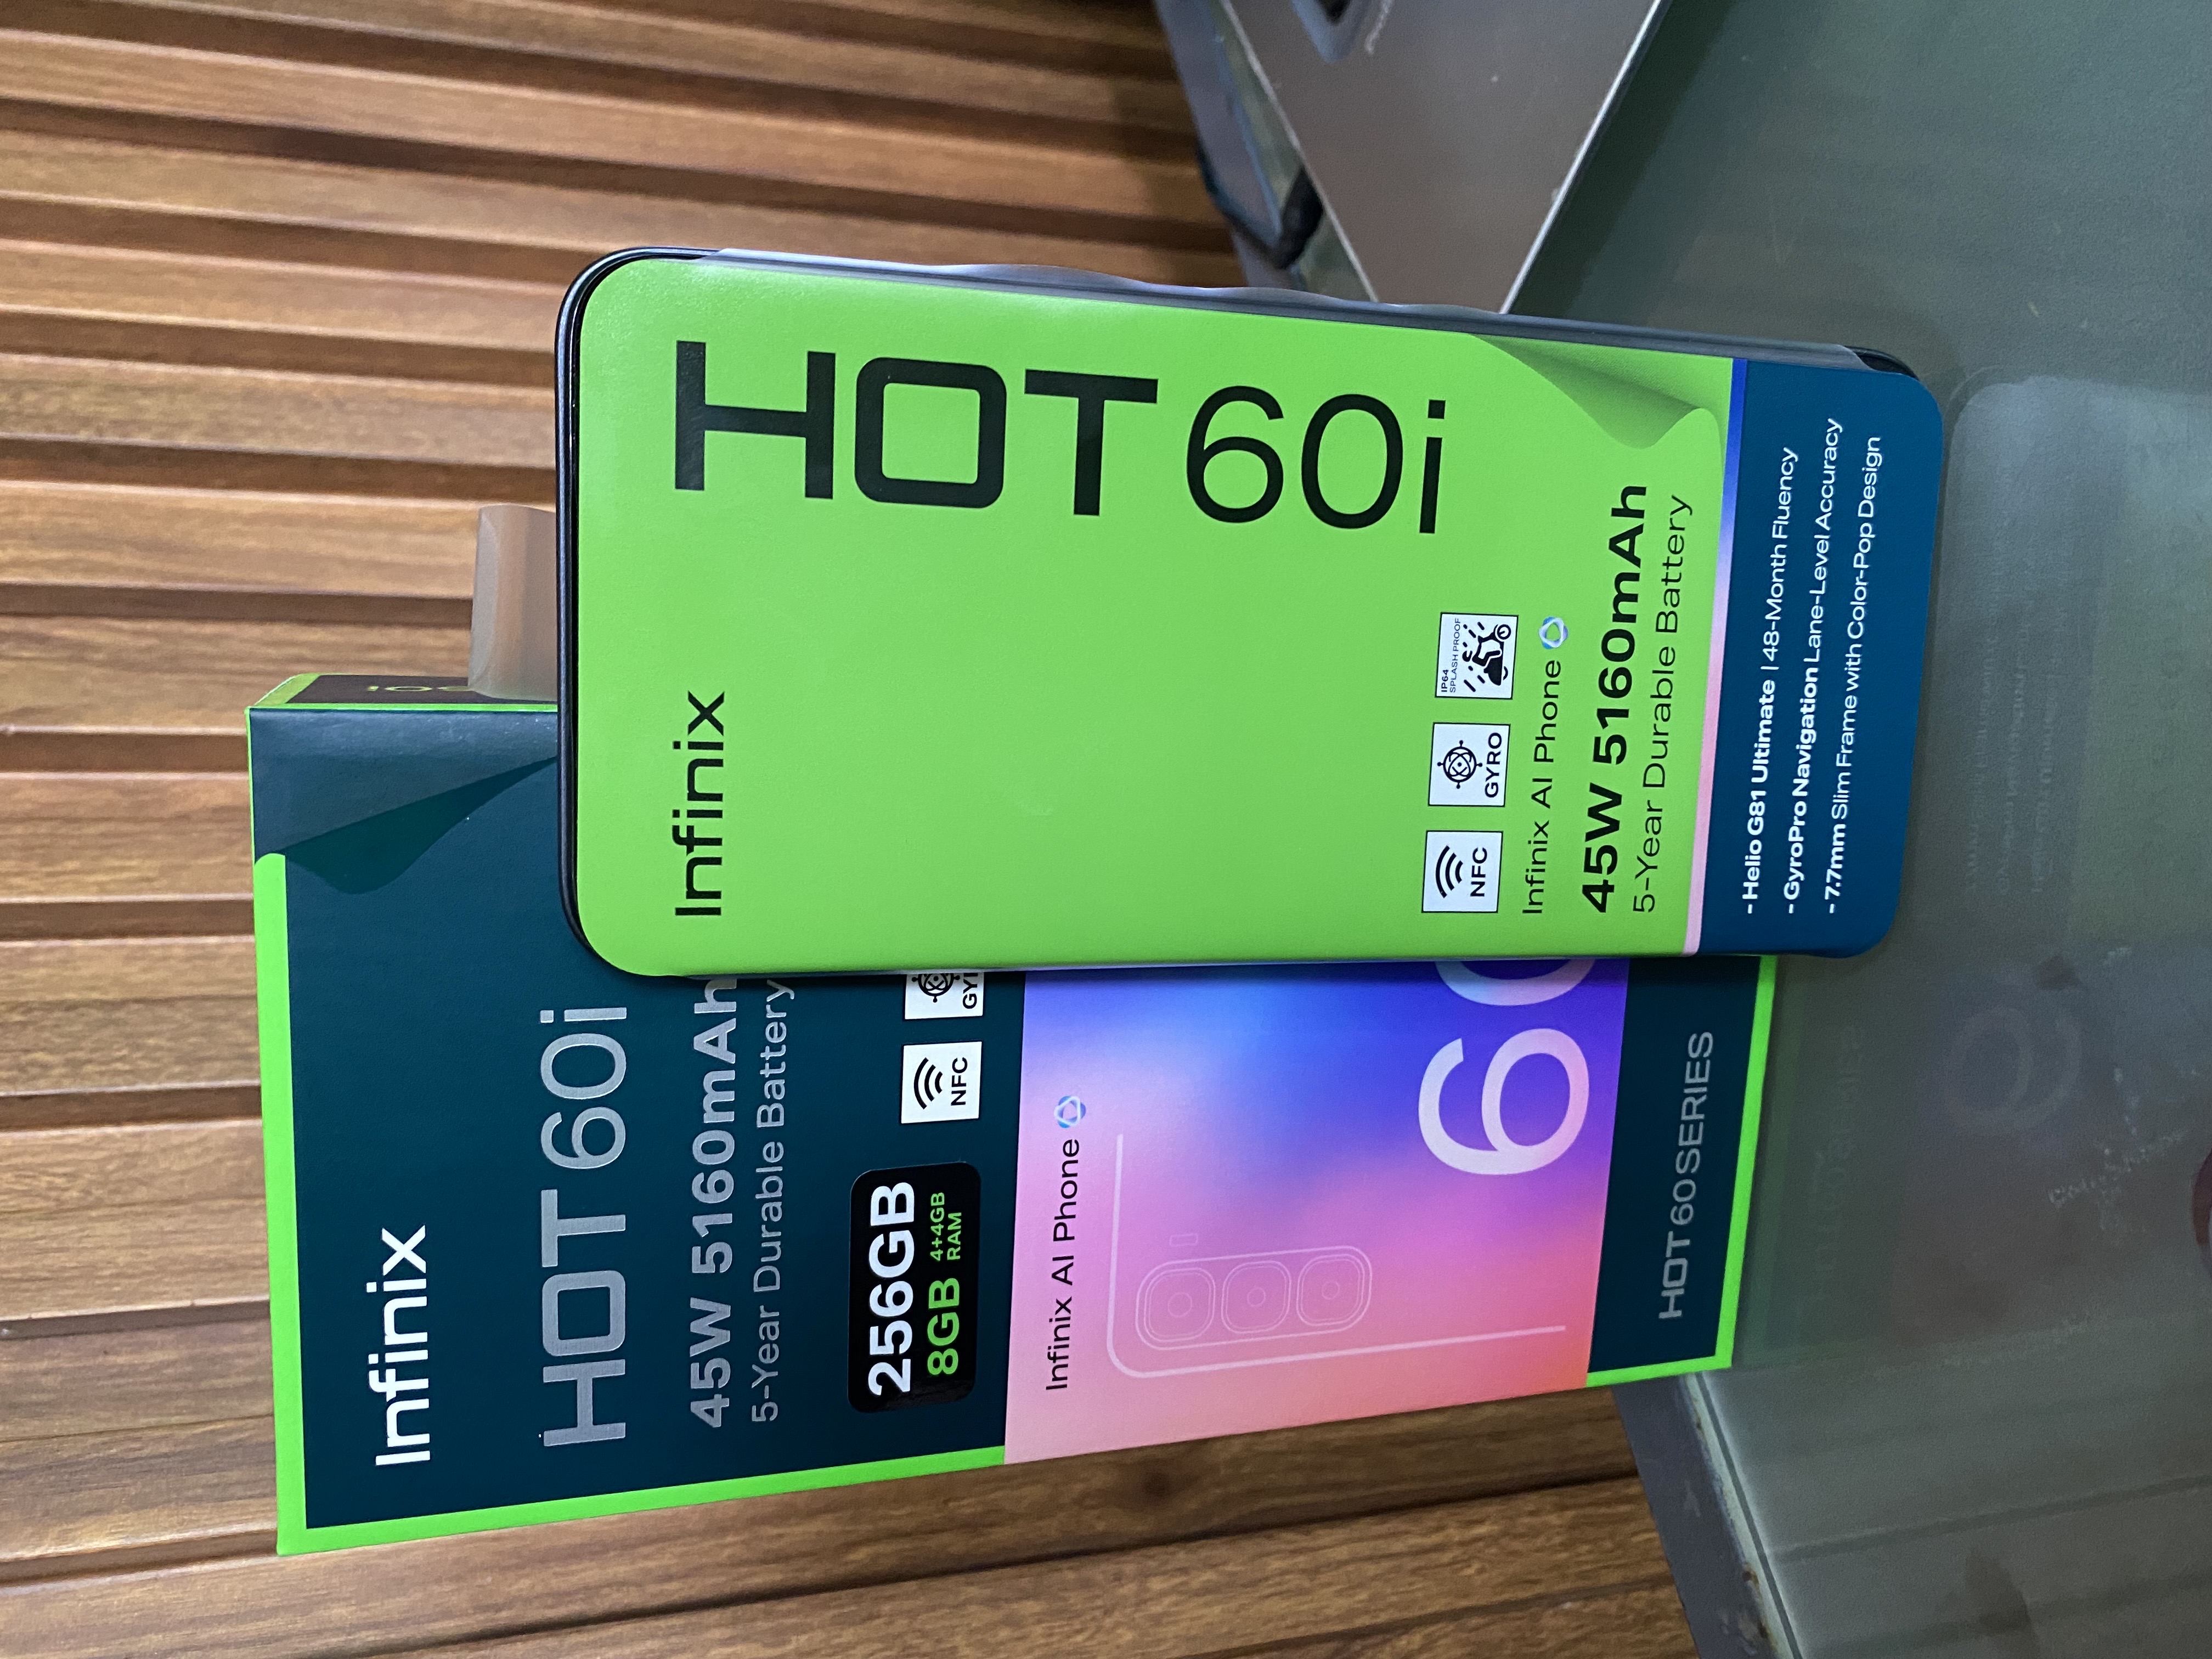 Infinix
HOT 60i
45W 5160mAh
5-Year Durable Battery
256GB
8GB 4+4GB
RAM
NFC
Infinix AI Phone
HOT 60 SERIES
Infinix
HOT 60i
NFC
GYRO
IP64
SPLASH PROOF
Infinix AI Phone
45W 5160mAh
5-Year Durable Battery
- Helio G81 Ultimate | 48-Month Fluency
- GyroPro Navigation Lane-Level Accuracy
- 7.7mm Slim Frame with Color-Pop Design